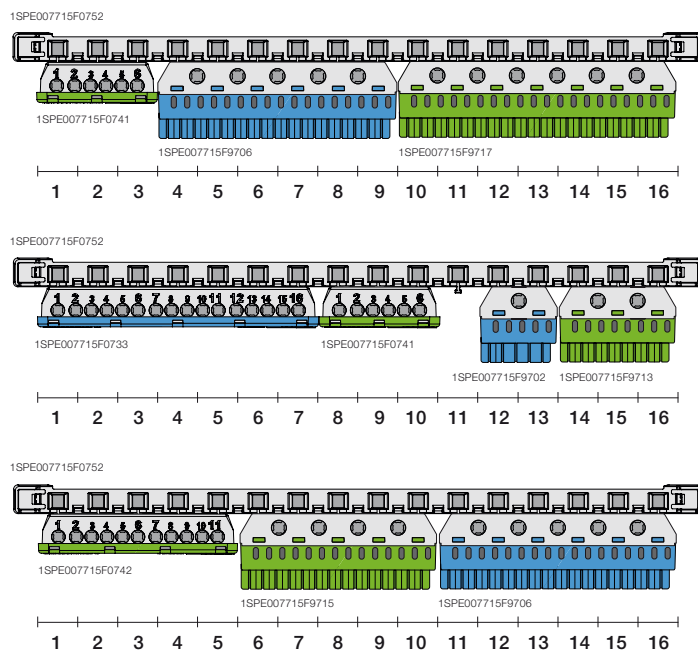 1SPE007715F0752
1 2 3 4 5 6
1SPE007715F0741
1SPE007715F9706
1SPE007715F9717
1 2 3 4 5 6 7 8 9 10 11 12 13 14 15 16
1SPE007715F0752
1 2 3 4 5 6 7 8 9 10 11 12 13 14 15 16
1 2 3 4 5 6
1SPE007715F0733
1SPE007715F0741
1SPE007715F9702
1SPE007715F9713
1 2 3 4 5 6 7 8 9 10 11 12 13 14 15 16
1SPE007715F0752
1 2 3 4 5 6 7 8 9 10 11
1SPE007715F0742
1SPE007715F9715
1SPE007715F9706
1 2 3 4 5 6 7 8 9 10 11 12 13 14 15 16